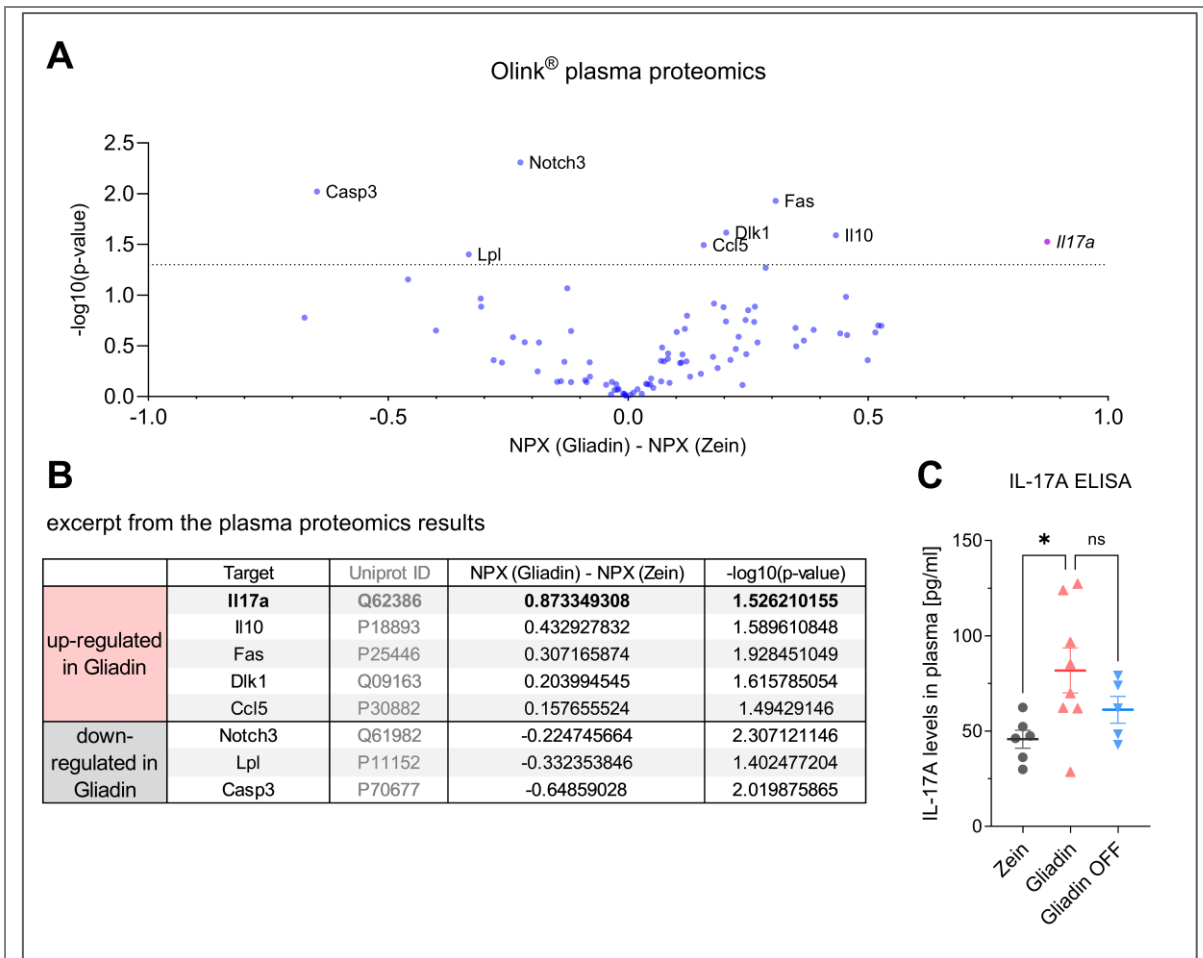 A
Olink® plasma proteomics
-log10(p-value)
2.5
2.0
1.5
1.0
0.5
0.0
Notch3
Casp3
Fas
Dlk1
Il10
Ccl5
Il17a
Lpl
-1.0 -0.5 0.0 0.5 1.0
NPX (Gliadin) - NPX (Zein)
B
excerpt from the plasma proteomics results
Target Uniprot ID NPX (Gliadin) - NPX (Zein) -log10(p-value)
up-regulated in Gliadin
Il17a Q62386 0.873349308 1.526210155
Il10 P18893 0.432927832 1.589610848
Fas P25446 0.307165874 1.928451049
Dlk1 Q09163 0.203994545 1.615785054
Ccl5 P30882 0.157655524 1.49429146
down-regulated in Gliadin
Notch3 Q61982 -0.224745664 2.307121146
Lpl P11152 -0.332353846 1.402477204
Casp3 P70677 -0.64859028 2.019875865
C
IL-17A ELISA
IL-17A levels in plasma [pg/ml]
150
100
50
0
* ns
Zein
Gliadin
Gliadin OFF